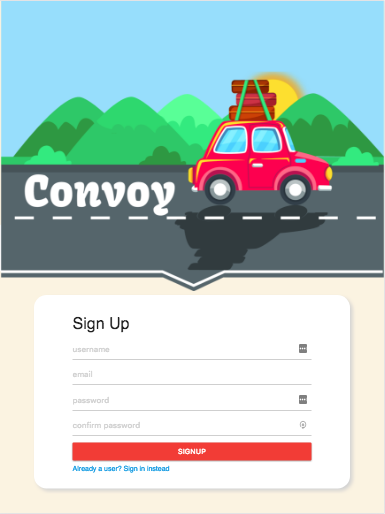 Convoy
Sign Up
username
email
password
confirm password
SIGNUP
Already a user? Sign in instead